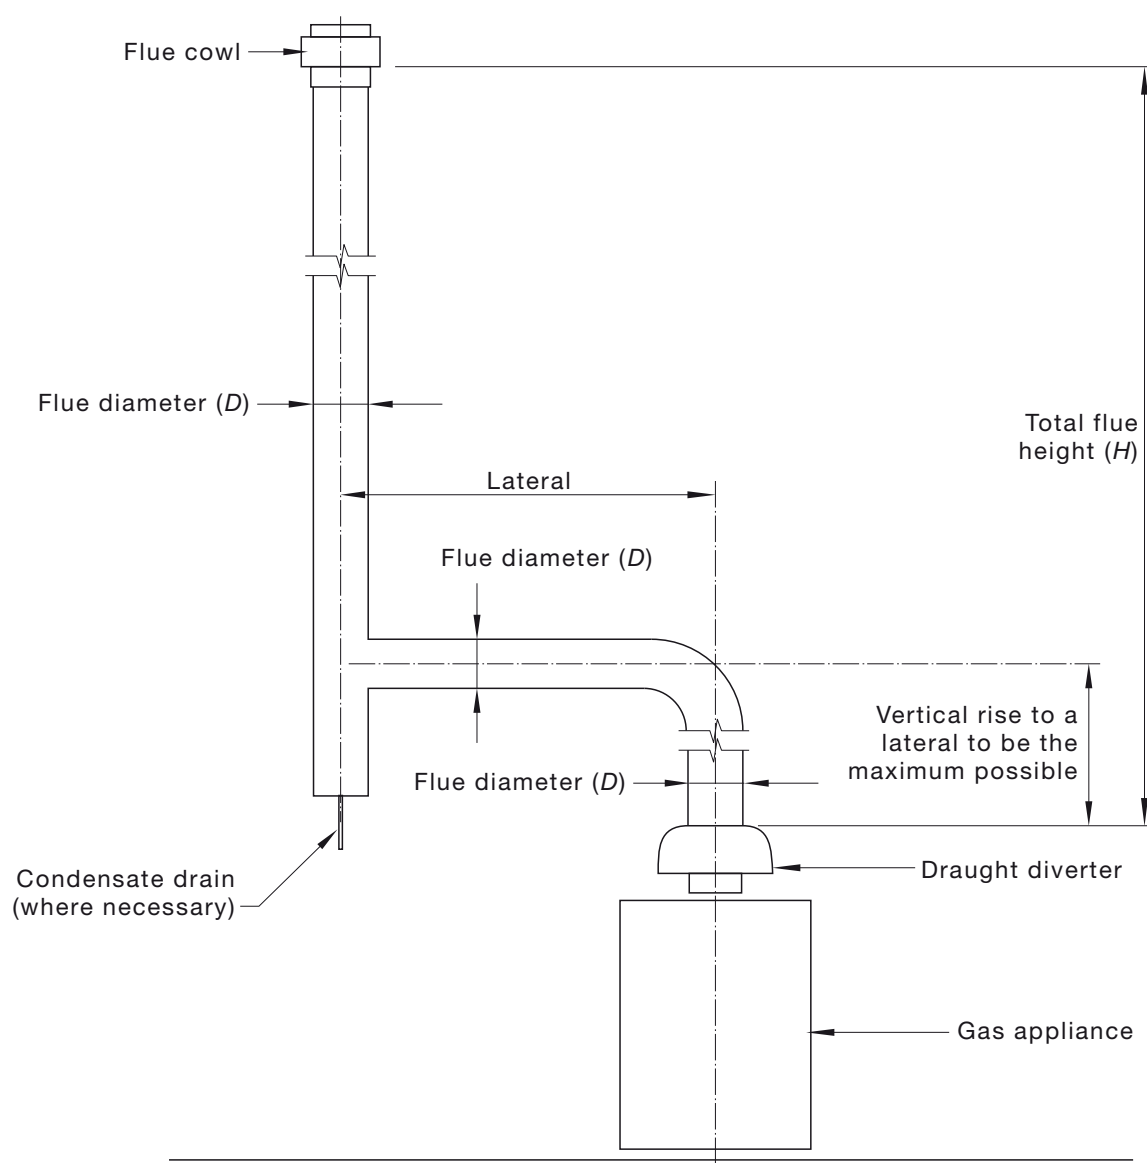 Flue cowl
Flue diameter (D)
Total flue
height (H)
Lateral
Flue diameter (D)
Vertical rise to a
lateral to be the
maximum possible
Flue diameter (D)
Draught diverter
Condensate drain
(where necessary)
Gas appliance